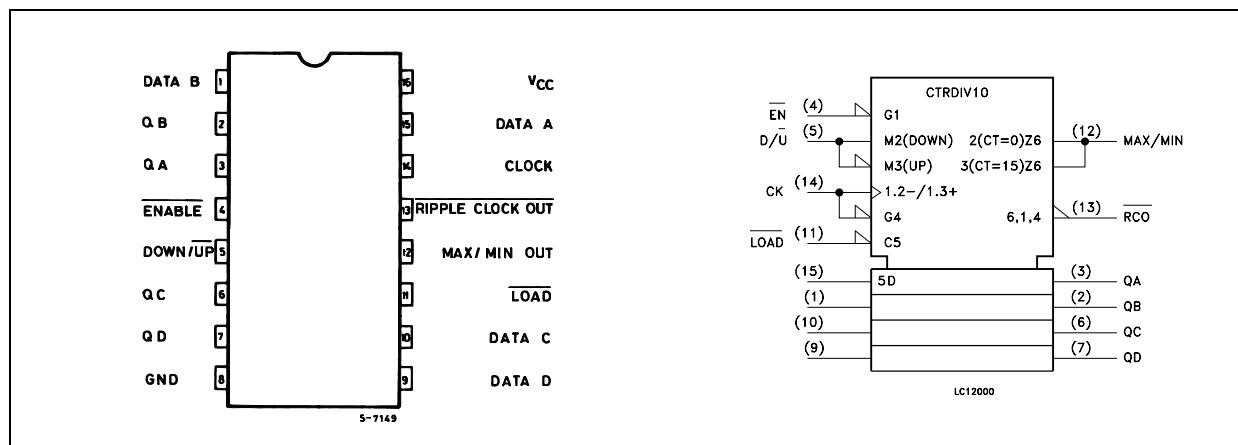 DATA B 1 16 VCC
QB 2 15 DATA A
QA 3 14 CLOCK
ENABLE 4 13 RIPPLE CLOCK OUT
DOWN/UP 5 12 MAX/MIN OUT
QC 6 11 LOAD
QD 7 10 DATA C
GND 8 9 DATA D
S-7149
CTRDIV10
EN (4) G1
D/U (5) M2(DOWN) 2(CT=0)Z6 (12) MAX/MIN
M3(UP) 3(CT=15)Z6
CK (14) 1.2-/1.3+
G4 6,1,4 (13) RCO
LOAD (11) C5
(15) 5D (3) QA
(1) (2) QB
(10) (6) QC
(9) (7) QD
LC12000